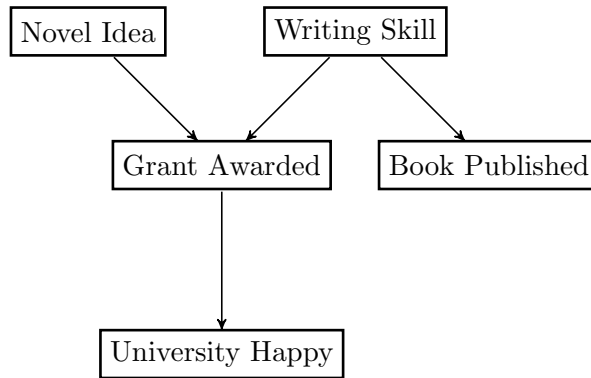 Novel Idea
Writing Skill
Grant Awarded
Book Published
University Happy